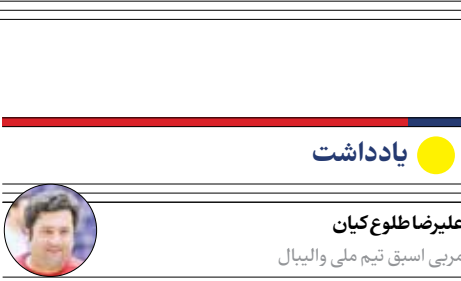 یادداشت
علیرضا طلوع کیان
مربی اسبق تیم ملی والیبال